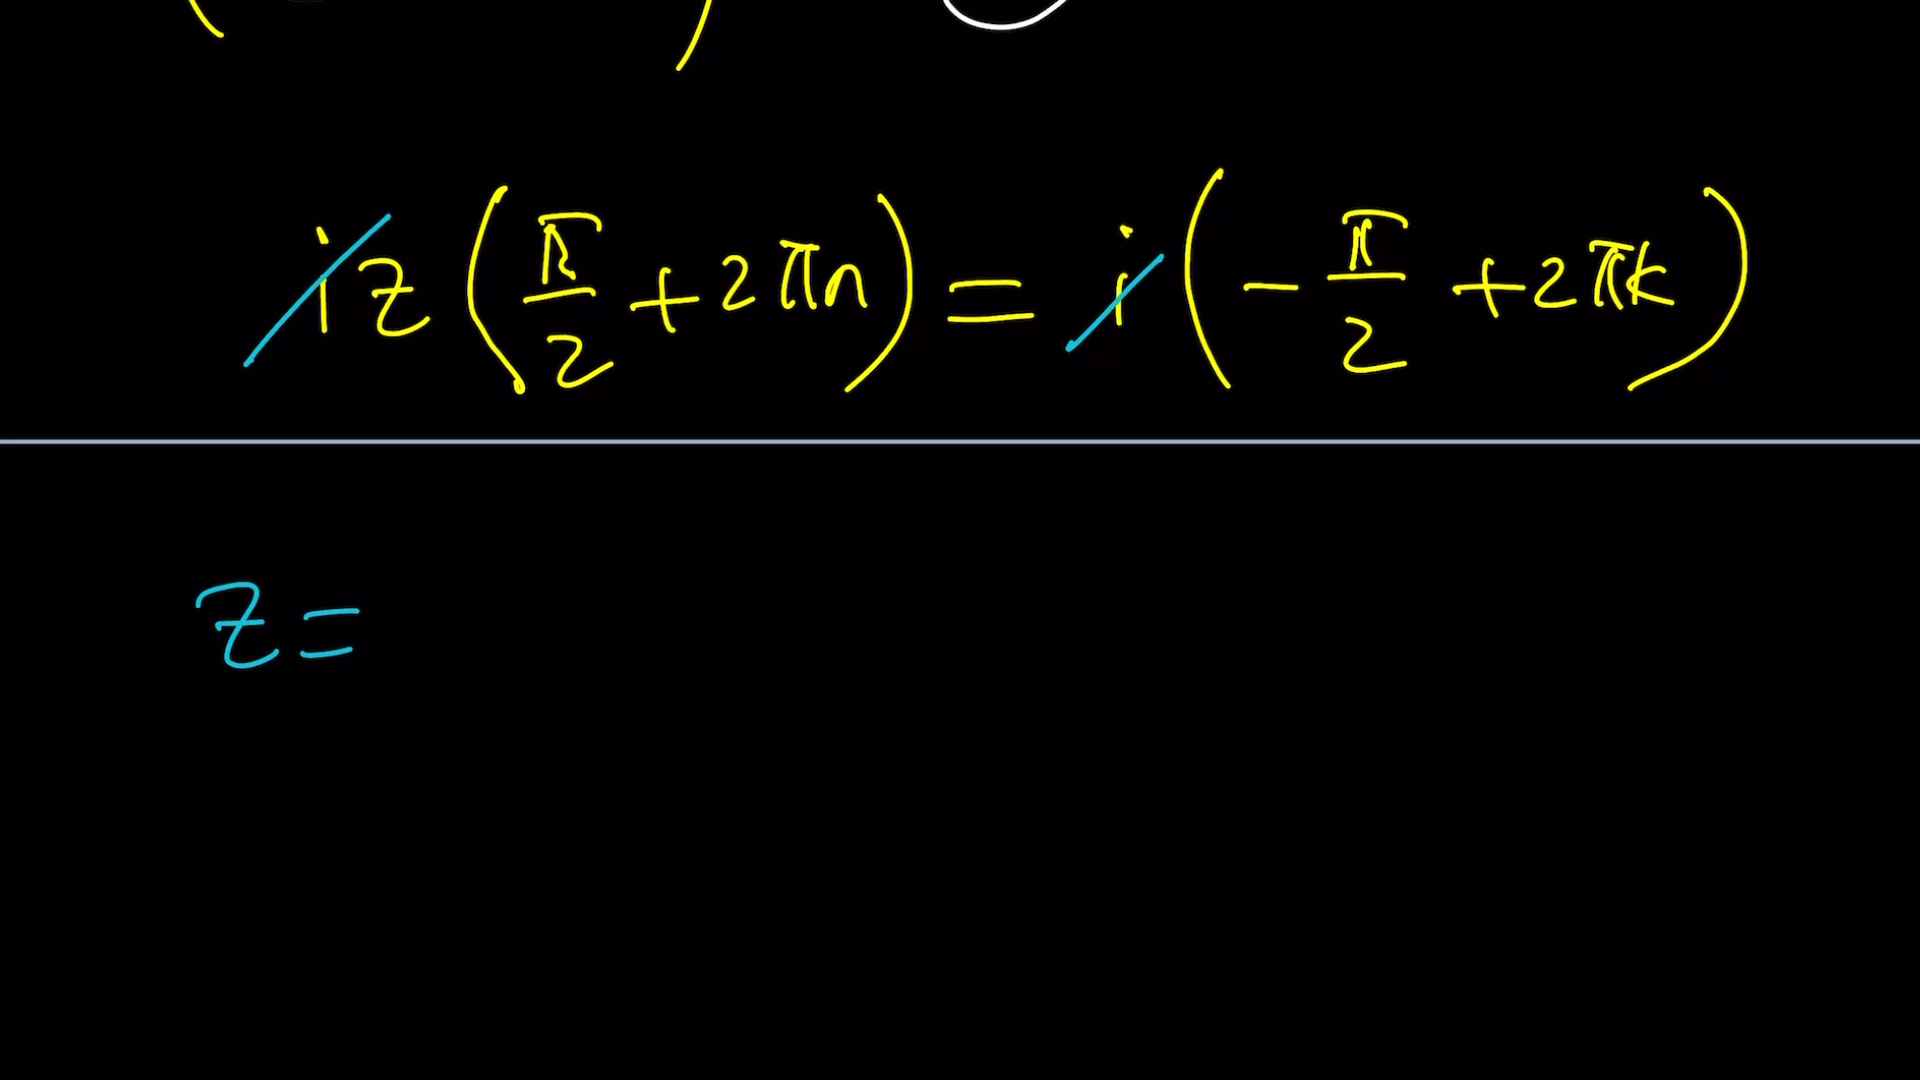 iz(π/2 + 2πn) = i(-π/2 + 2πk)
z =